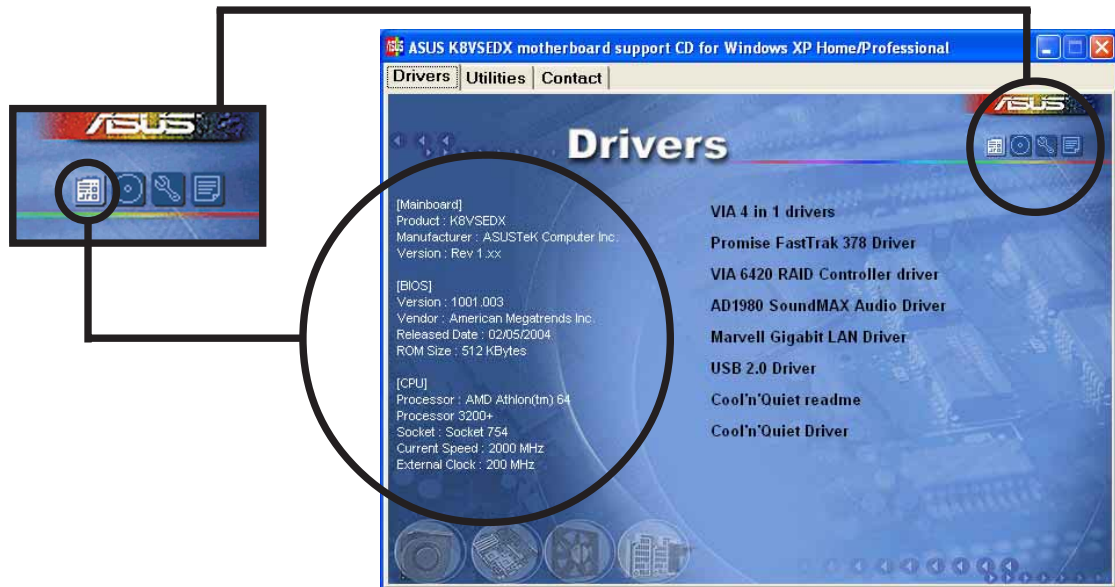 ASUS K8VSEDX motherboard support CD for Windows XP Home/Professional
Drivers Utilities Contact
ASUS
ASUS
Drivers
[Mainboard]
Product : K8VSEDX
Manufacturer : ASUSTeK Computer Inc.
Version : Rev 1.xx
[BIOS]
Version : 1001.003
Vendor : American Megatrends Inc.
Released Date : 02/05/2004
ROM Size : 512 KBytes
[CPU]
Processor : AMD Athlon(tm) 64
Processor 3200+
Socket : Socket 754
Current Speed : 2000 MHz
External Clock : 200 MHz
VIA 4 in 1 drivers
Promise FastTrak 378 Driver
VIA 6420 RAID Controller driver
AD1980 SoundMAX Audio Driver
Marvell Gigabit LAN Driver
USB 2.0 Driver
Cool'n'Quiet readme
Cool'n'Quiet Driver